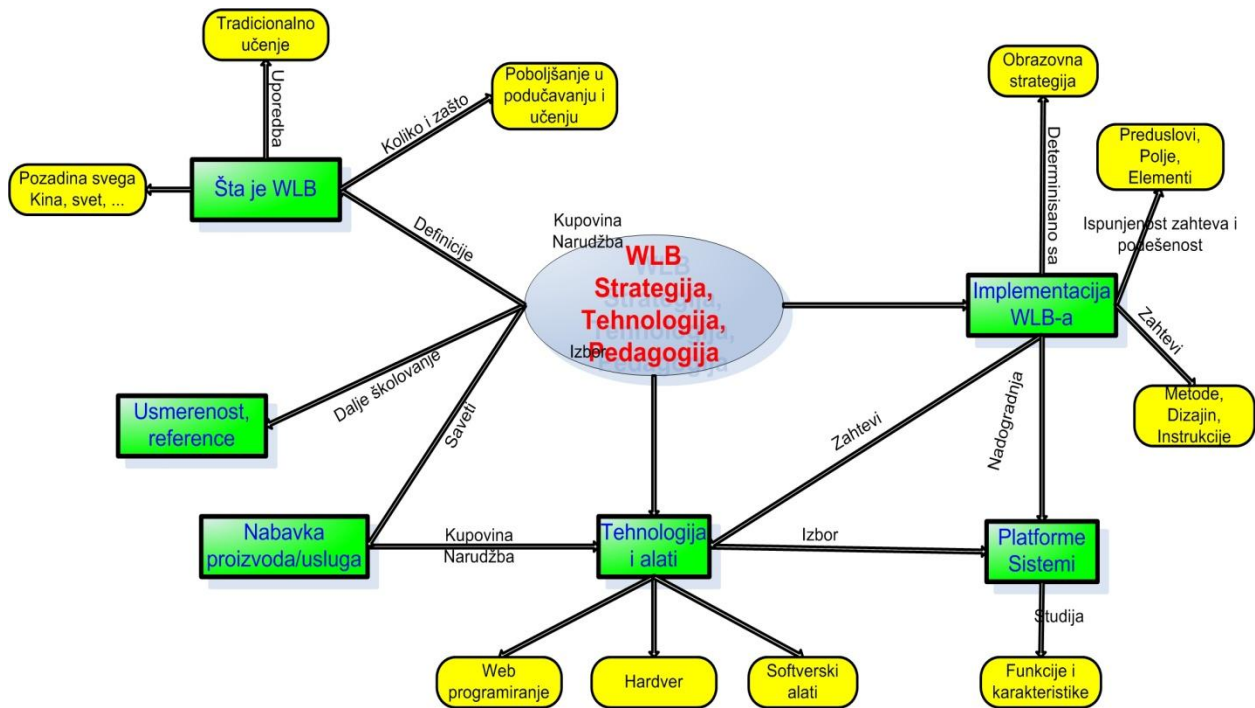 Tradicionalno
učenje
Uporedba
Koliko i zašto
Poboljšanje u
podučavanju i
učenju
Pozadina svega
Kina, svet, ...
Šta je WLB
Definicije
Obrazovna
strategija
Determinisano sa
Preduslovi,
Polje,
Elementi
Ispunjenost zahteva i
podešenost
Kupovina
Narudžba
WLB
Strategija,
Tehnologija,
Pedagogija
Izbor
Implementacija
WLB-a
Zahtevi
Metode,
Dizajn,
Instrukcije
Dalje školovanje
Usmerenost,
reference
Saveti
Zahtevi
Nadogradnja
Nabavka
proizvoda/usluga
Kupovina
Narudžba
Tehnologija
i alati
Izbor
Platforme
Sistemi
Studija
Web
programiranje
Hardver
Softverski
alati
Funkcije i
karakteristike